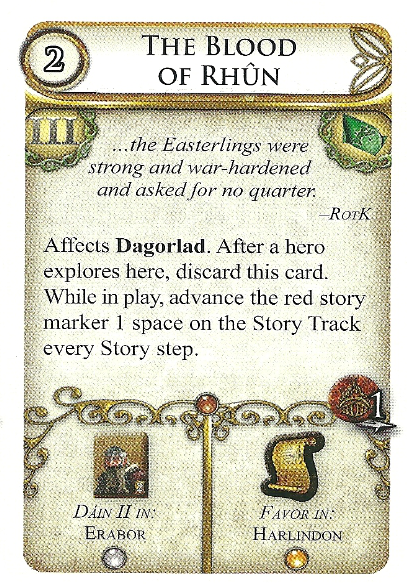 2
THE BLOOD
OF RHÛN
III
...the Easterlings were
strong and war-hardened
and asked for no quarter.
–ROTK
Affects Dagorlad. After a hero
explores here, discard this card.
While in play, advance the red story
marker 1 space on the Story Track
every Story step.
1
DÁIN II IN:
ERABOR
FAVOR IN:
HARLINDON